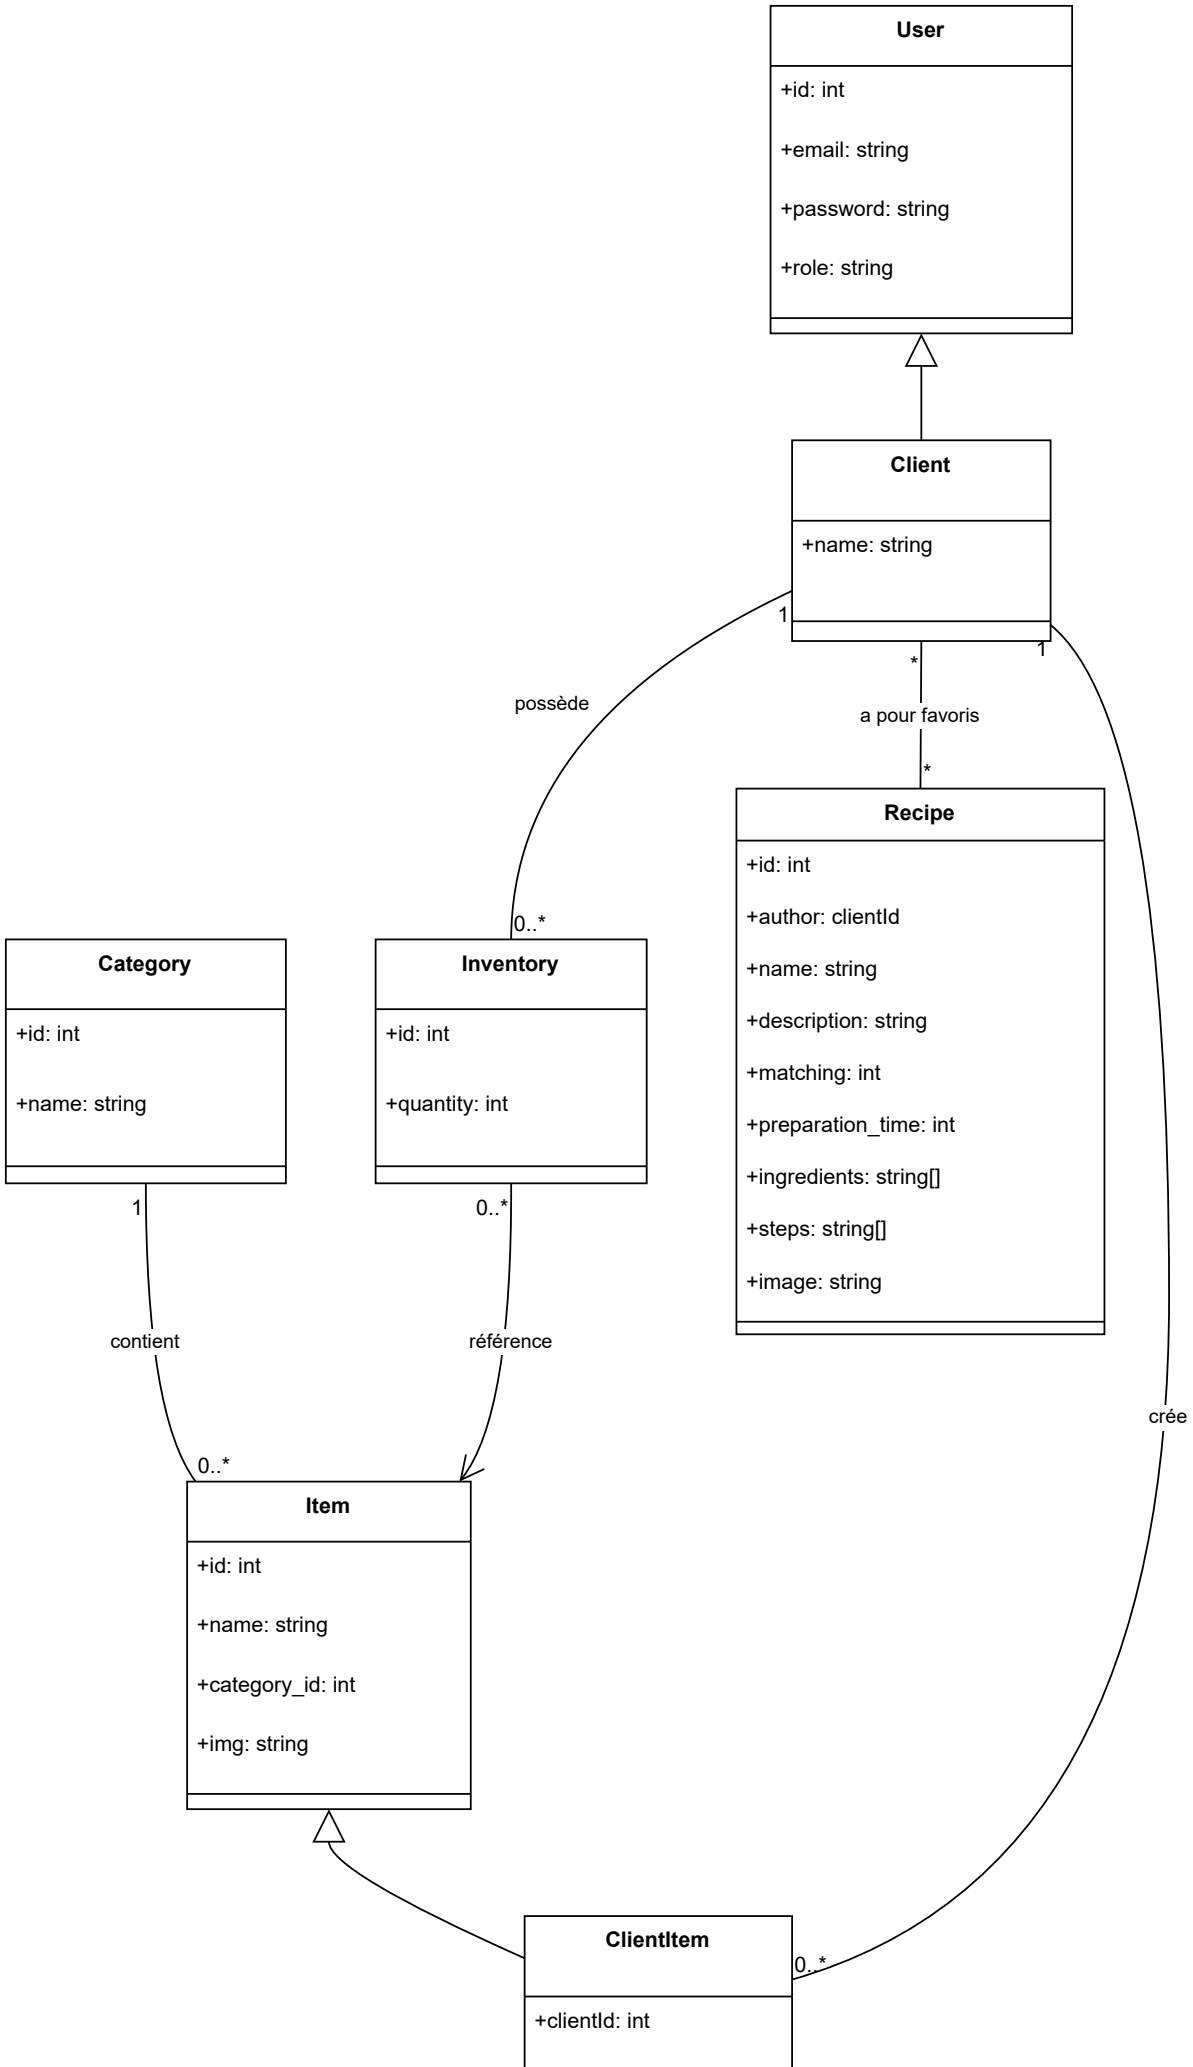 User
+id: int
+email: string
+password: string
+role: string
Client
+name: string
1
1
*
possède
a pour favoris
*
Recipe
+id: int
+author: clientId
+name: string
+description: string
+matching: int
+preparation_time: int
+ingredients: string[]
+steps: string[]
+image: string
0..*
Category
+id: int
+name: string
Inventory
+id: int
+quantity: int
1
0..*
contient
référence
crée
0..*
Item
+id: int
+name: string
+category_id: int
+img: string
ClientItem
0..*
+clientId: int